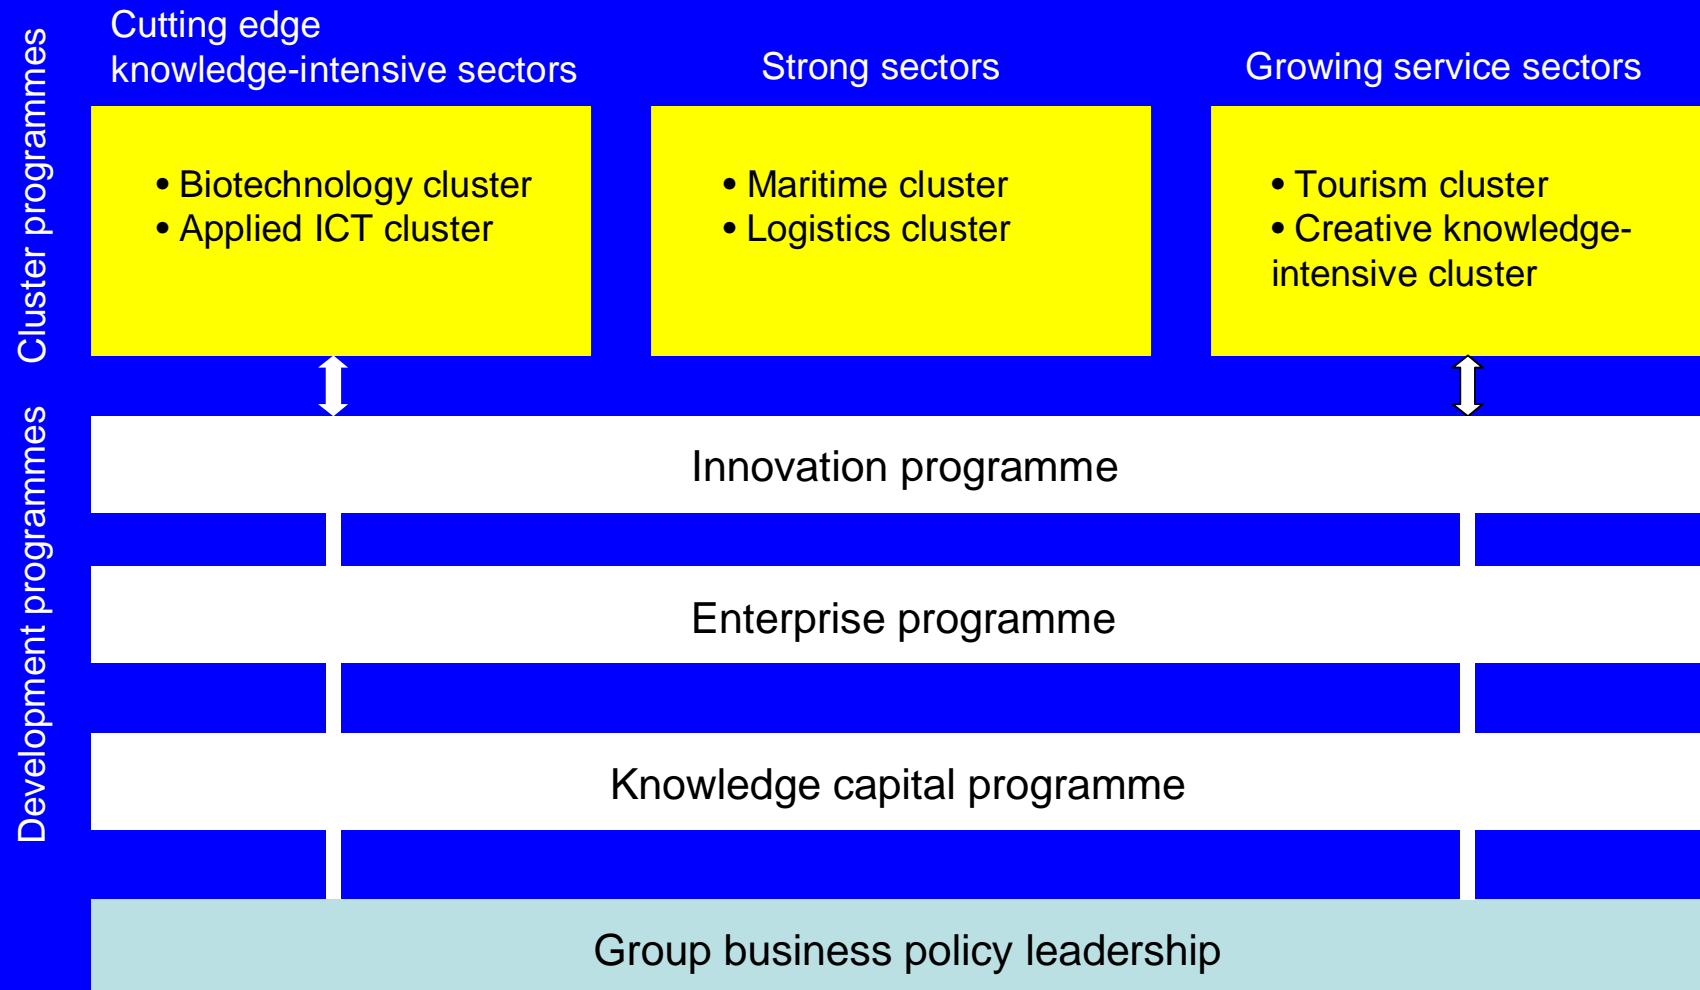 Cluster programmes
Cutting edge
knowledge-intensive sectors
Strong sectors
Growing service sectors
• Biotechnology cluster
• Applied ICT cluster
• Maritime cluster
• Logistics cluster
• Tourism cluster
• Creative knowledge-
intensive cluster
Development programmes
Innovation programme
Enterprise programme
Knowledge capital programme
Group business policy leadership